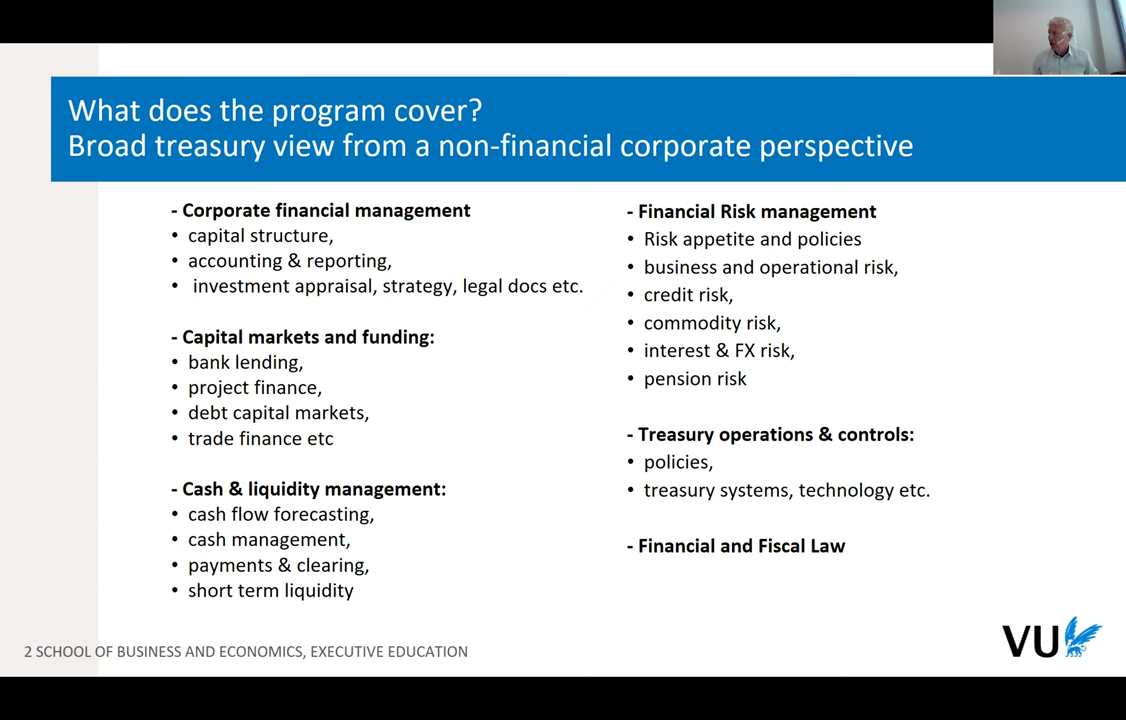 What does the program cover?
Broad treasury view from a non-financial corporate perspective
- Corporate financial management
• capital structure,
• accounting & reporting,
• investment appraisal, strategy, legal docs etc.
- Capital markets and funding:
• bank lending,
• project finance,
• debt capital markets,
• trade finance etc
- Cash & liquidity management:
• cash flow forecasting,
• cash management,
• payments & clearing,
• short term liquidity
- Financial Risk management
• Risk appetite and policies
• business and operational risk,
• credit risk,
• commodity risk,
• interest & FX risk,
• pension risk
- Treasury operations & controls:
• policies,
• treasury systems, technology etc.
- Financial and Fiscal Law
2 SCHOOL OF BUSINESS AND ECONOMICS, EXECUTIVE EDUCATION
VU